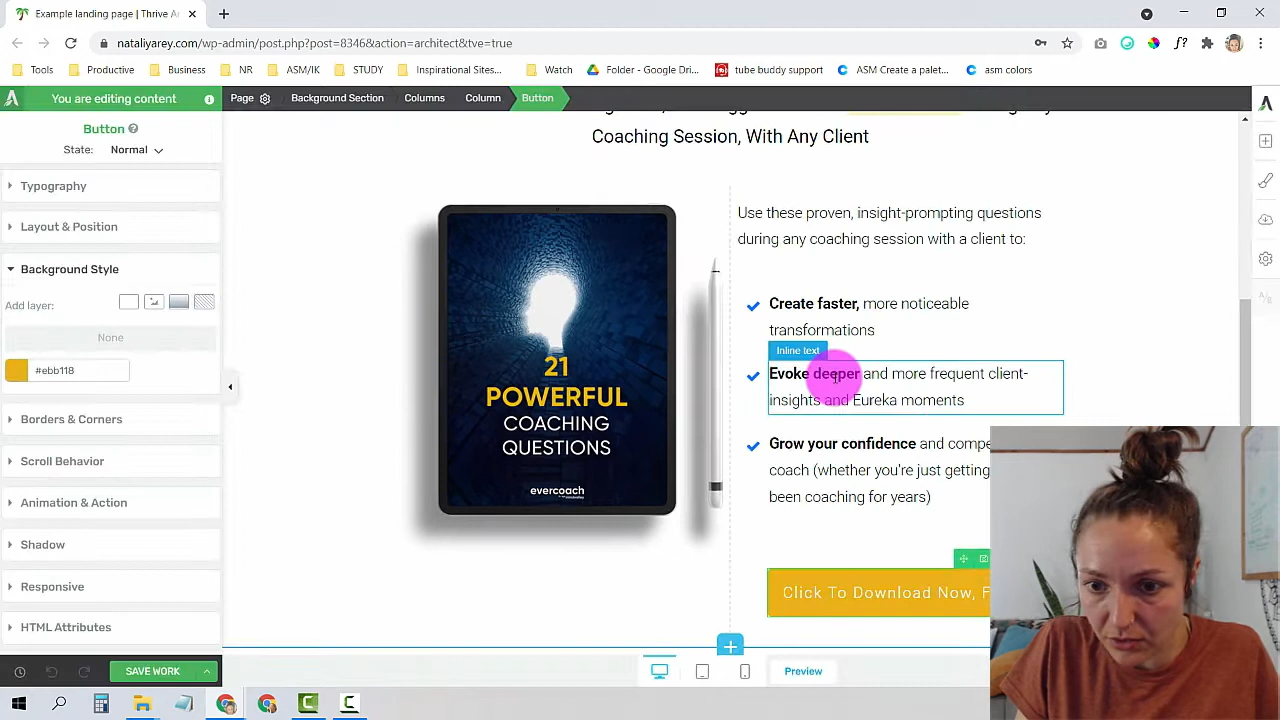 Example landing page | Thrive Ar
nataliyarey.com/wp-admin/post.php?post=8346&action=architect&tve=true
Tools
Productive
Business
NR
ASM/IK
STUDY
Inspirational Sites...
Watch
Folder - Google Dri...
tube buddy support
ASM Create a palet...
asm colors
You are editing content
Page
Background Section
Columns
Column
Button
Button
State: Normal
Typography
Layout & Position
Background Style
Add layer:
None
#ebb118
Borders & Corners
Scroll Behavior
Animation & Action
Shadow
Responsive
HTML Attributes
SAVE WORK
Coaching Session, With Any Client
21
POWERFUL
COACHING
QUESTIONS
evercoach
Use these proven, insight-prompting questions
during any coaching session with a client to:
Create faster, more noticeable
transformations
Inline text
Evoke deeper and more frequent client-
insights and Eureka moments
Grow your confidence and compe
coach (whether you're just getting
been coaching for years)
Click To Download Now, F
Preview